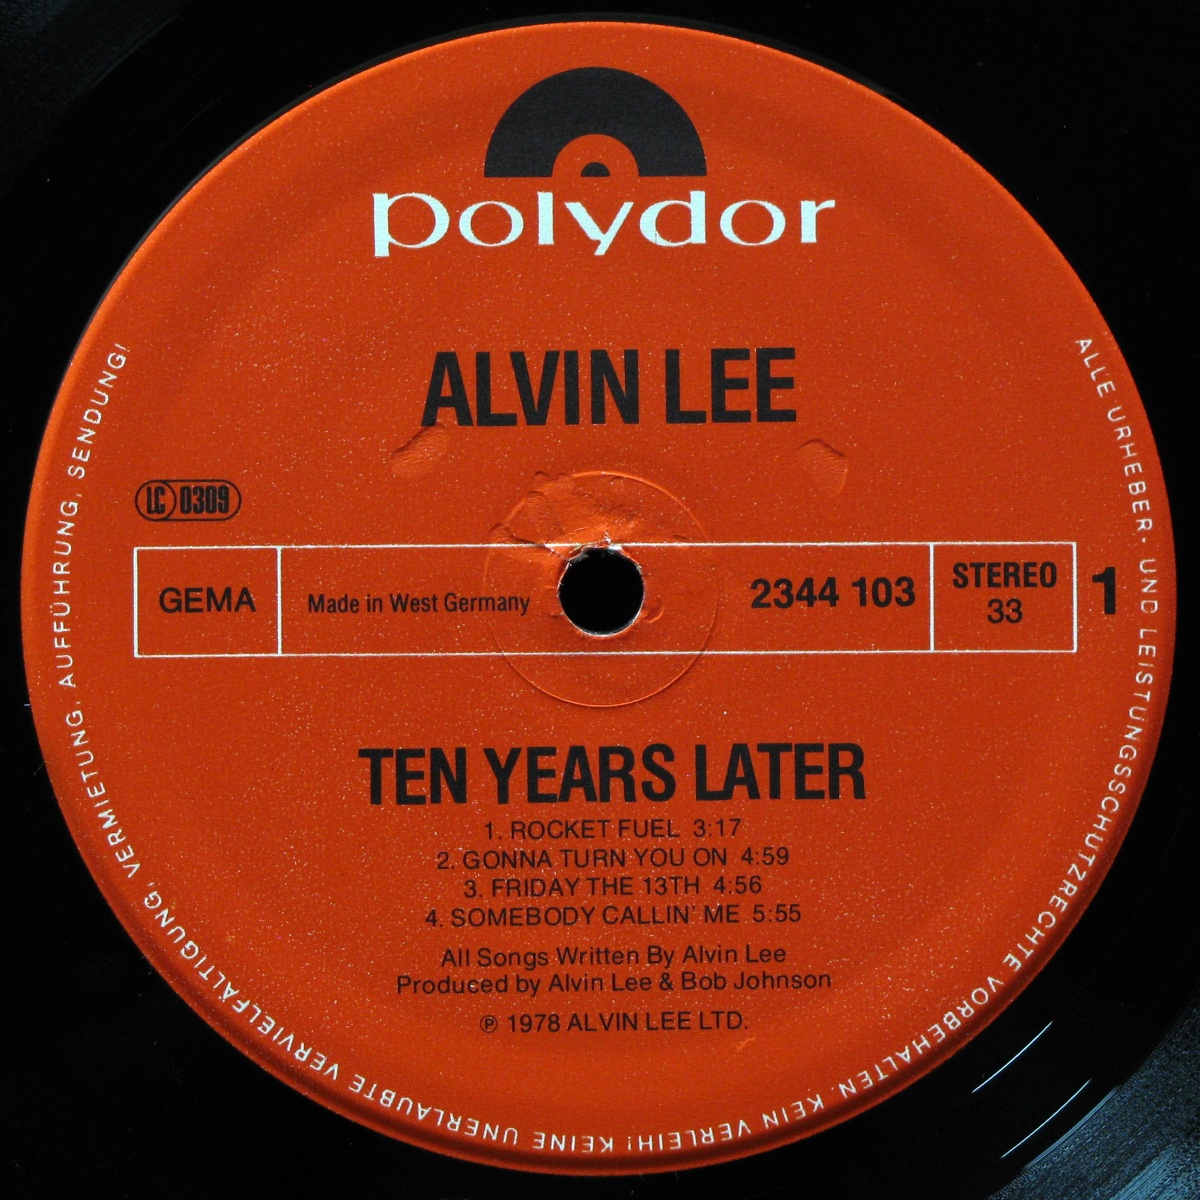 polydor
ALVIN LEE
LC 0309
GEMA
Made in West Germany
2344 103
STEREO
33
1
TEN YEARS LATER
1. ROCKET FUEL 3:17
2. GONNA TURN YOU ON 4:59
3. FRIDAY THE 13TH 4:56
4. SOMEBODY CALLIN' ME 5:55
All Songs Written By Alvin Lee
Produced by Alvin Lee & Bob Johnson
℗ 1978 ALVIN LEE LTD.
ALLE URHEBER- UND LEISTUNGSSCHUTZRECHTE VORBEHALTEN. KEIN VERLEIH! KEINE UNERLAUBTE VERVIELFÄLTIGUNG, VERMIETUNG, AUFFÜHRUNG, SENDUNG!